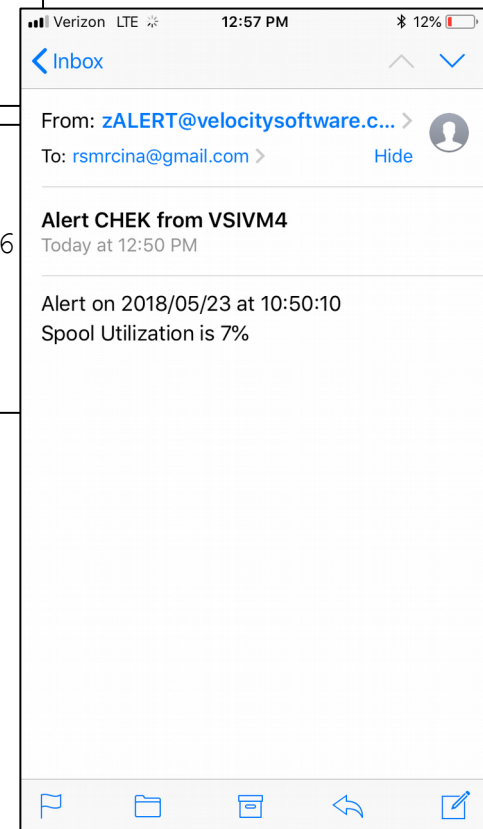 Verizon LTE 12:57 PM 12%
Inbox
From: zALERT@velocitysoftware.c...
To: rsmrcina@gmail.com Hide
Alert CHEK from VSIVM4
6
Today at 12:50 PM
Alert on 2018/05/23 at 10:50:10
Spool Utilization is 7%